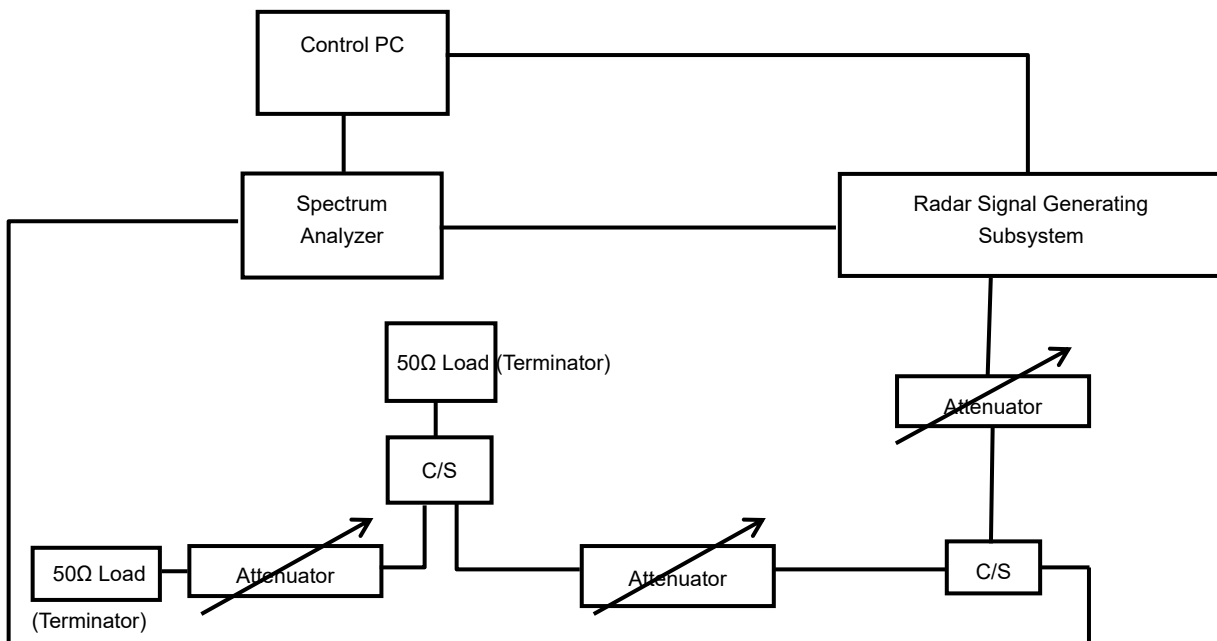 Control PC
Spectrum
Analyzer
Radar Signal Generating
Subsystem
50Ω Load (Terminator)
Attenuator
C/S
50Ω Load
(Terminator)
Attenuator
Attenuator
C/S